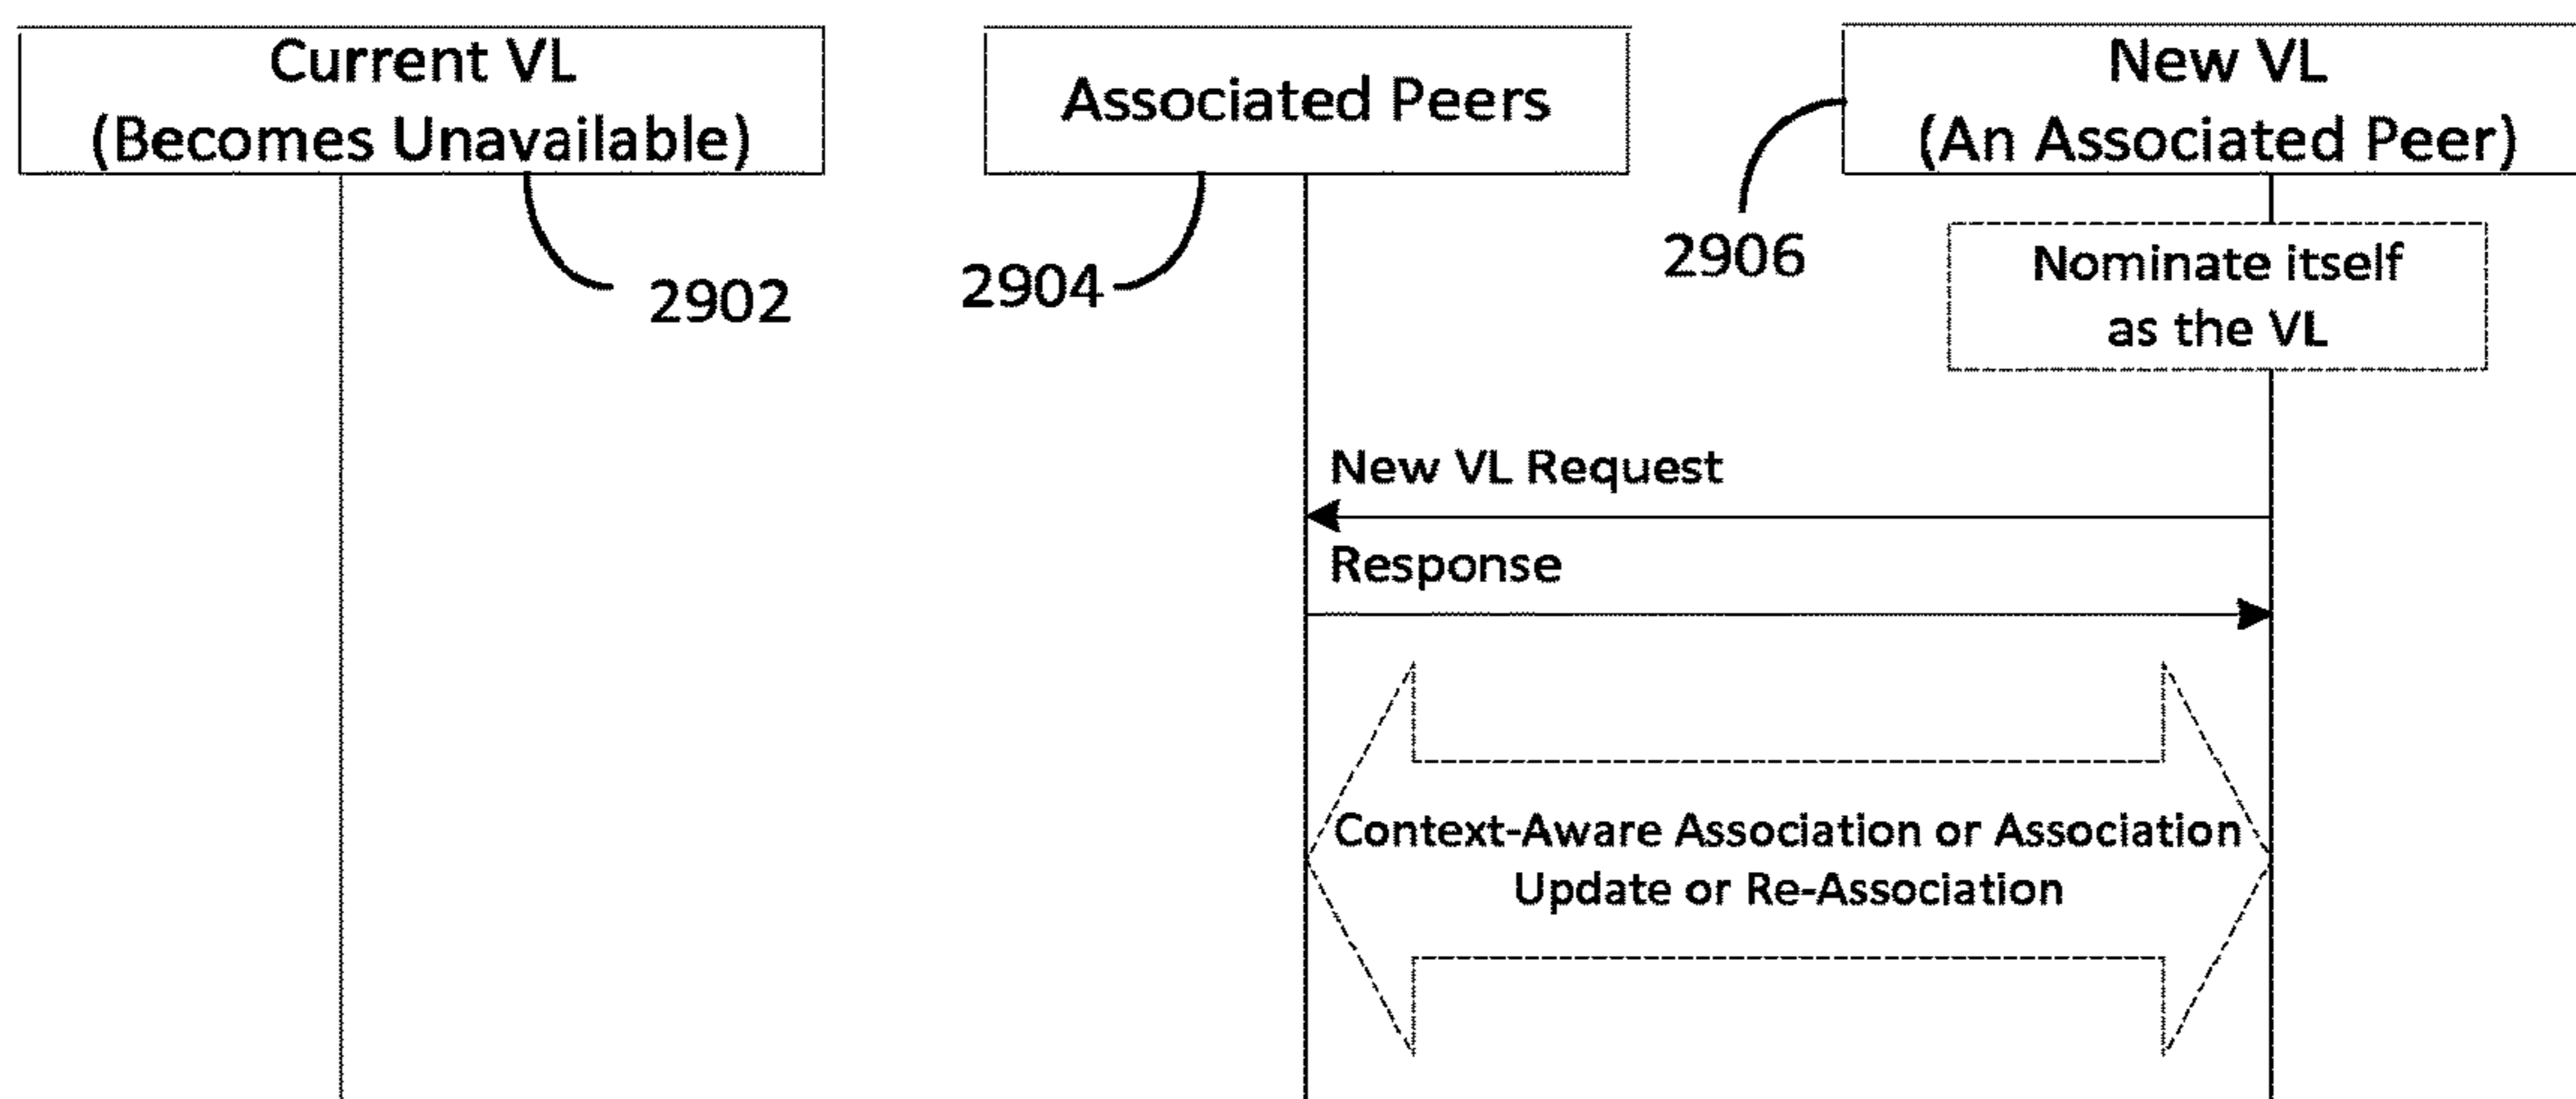 Current VL
(Becomes Unavailable)
Associated Peers
New VL
(An Associated Peer)
2902
2904
2906
Nominate itself
as the VL
New VL Request
Response
Context-Aware Association or Association
Update or Re-Association